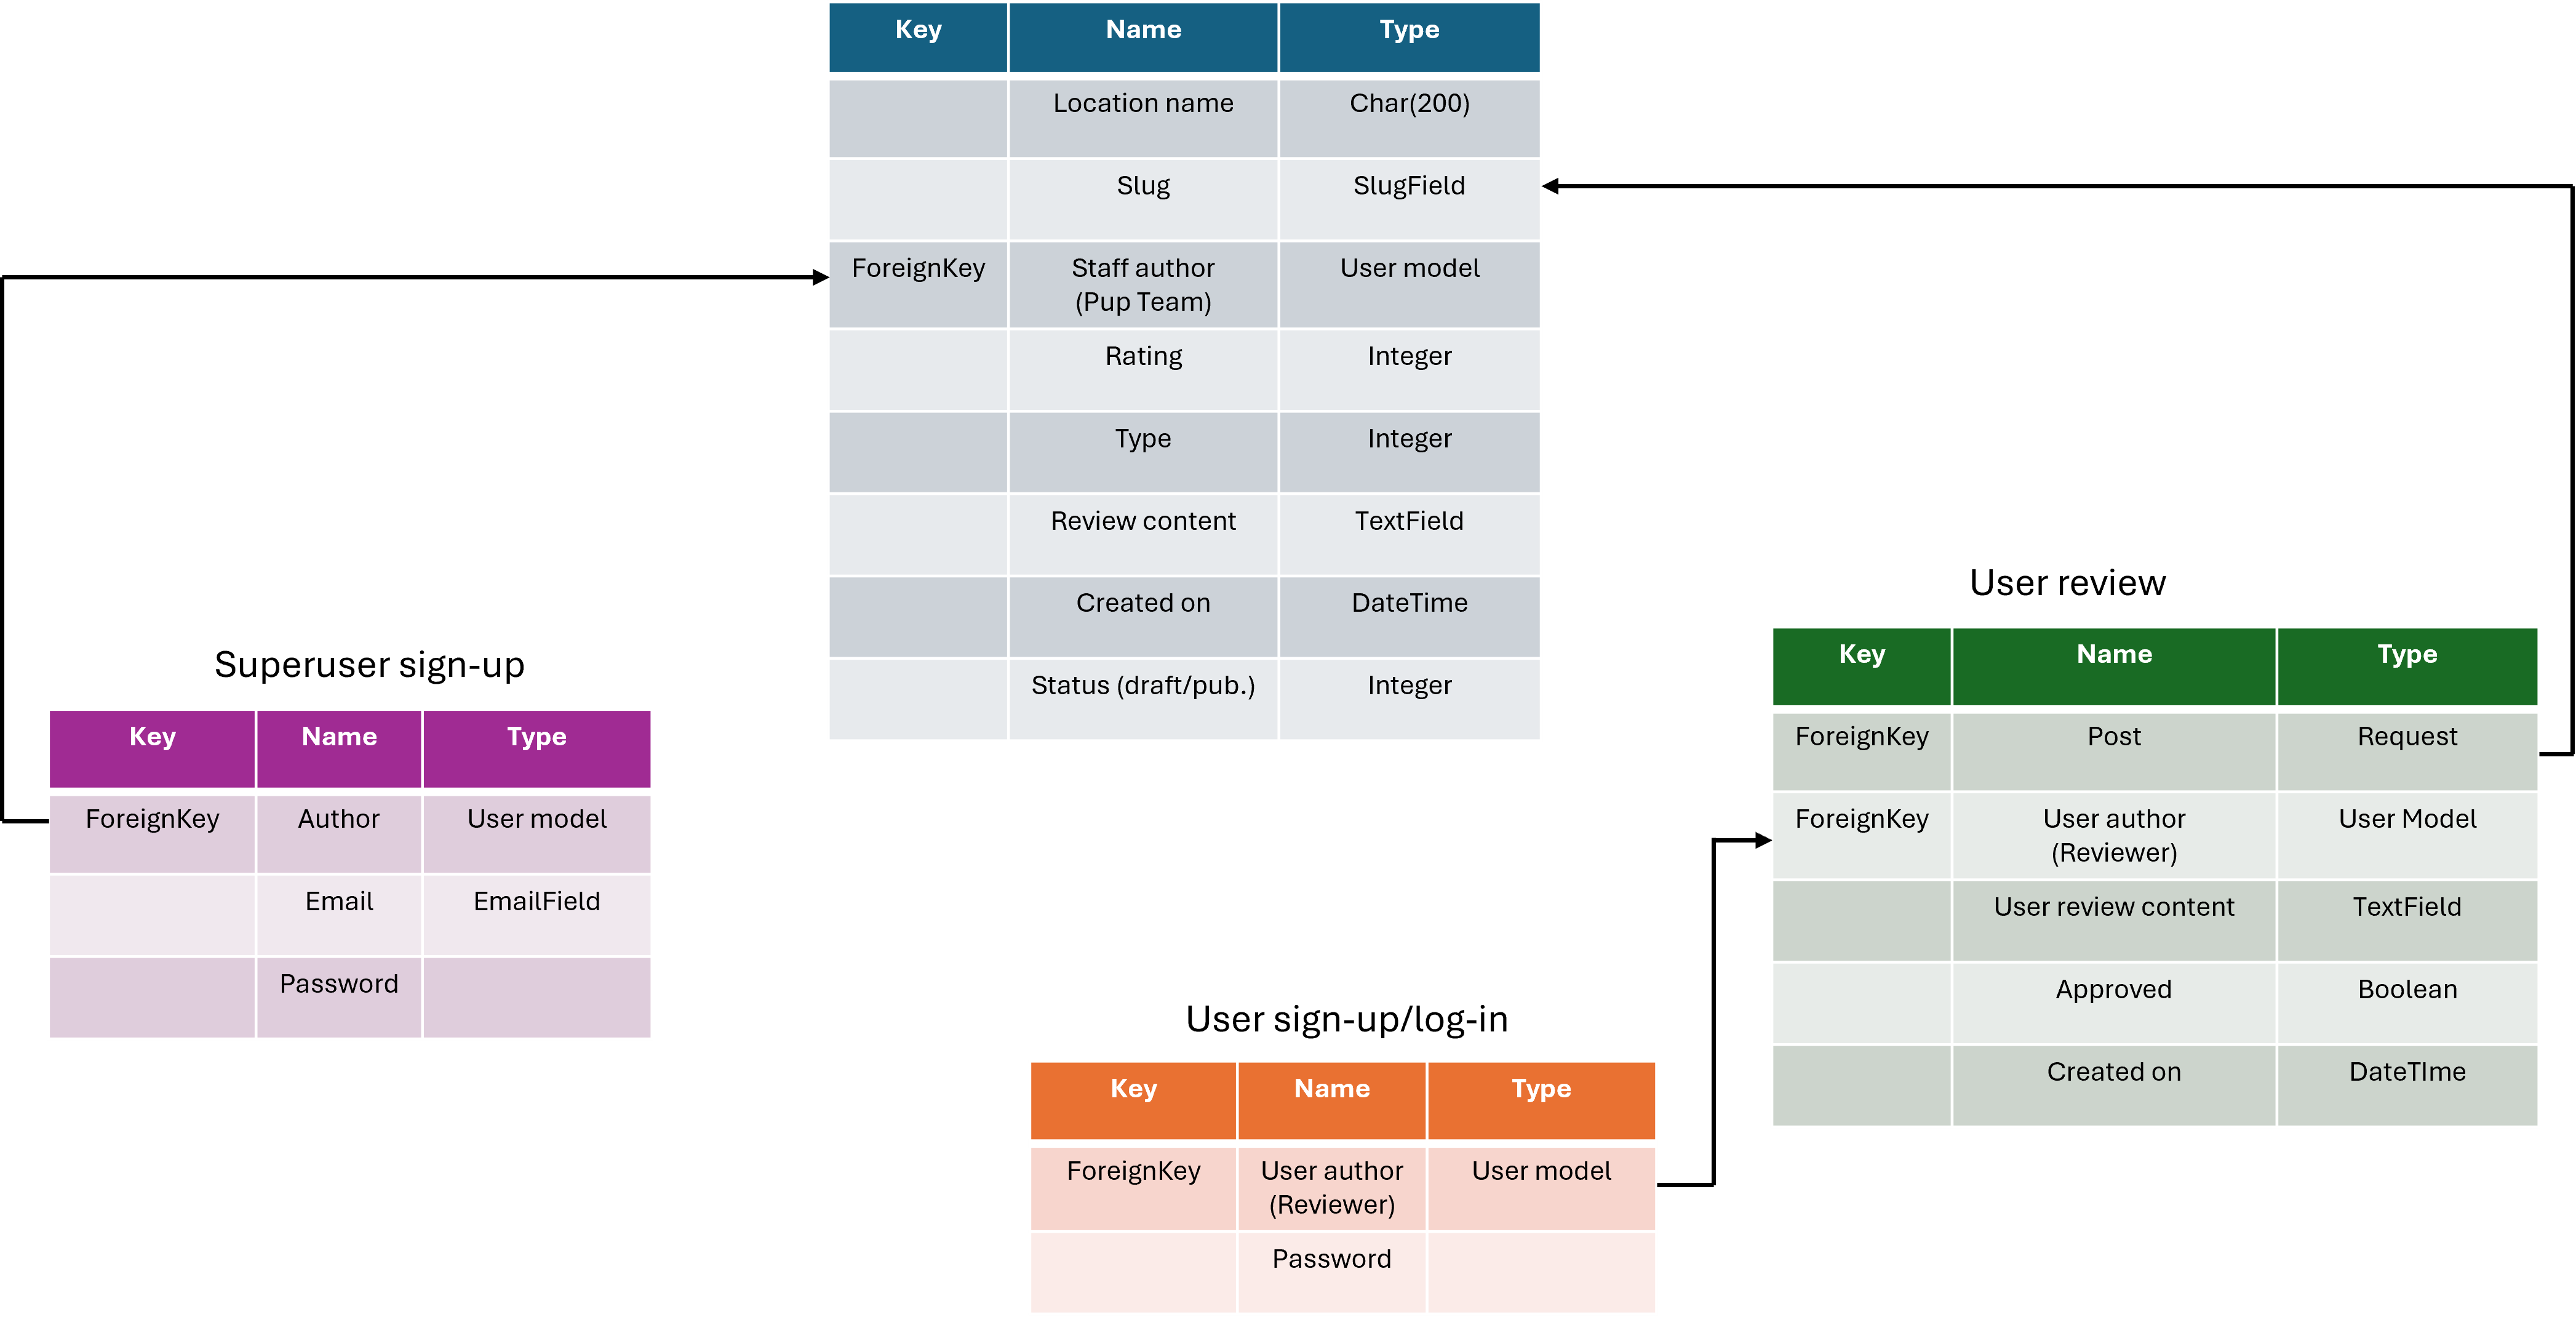 Key Name Type
Location name Char(200)
Slug SlugField
ForeignKey Staff author User model
(Pup Team)
Rating Integer
Type Integer
Review content TextField
Created on DateTime
Status (draft/pub.) Integer
Superuser sign-up
Key Name Type
ForeignKey Author User model
Email EmailField
Password
User review
Key Name Type
ForeignKey Post Request
ForeignKey User author User Model
(Reviewer)
User review content TextField
Approved Boolean
Created on DateTIme
User sign-up/log-in
Key Name Type
ForeignKey User author User model
(Reviewer)
Password